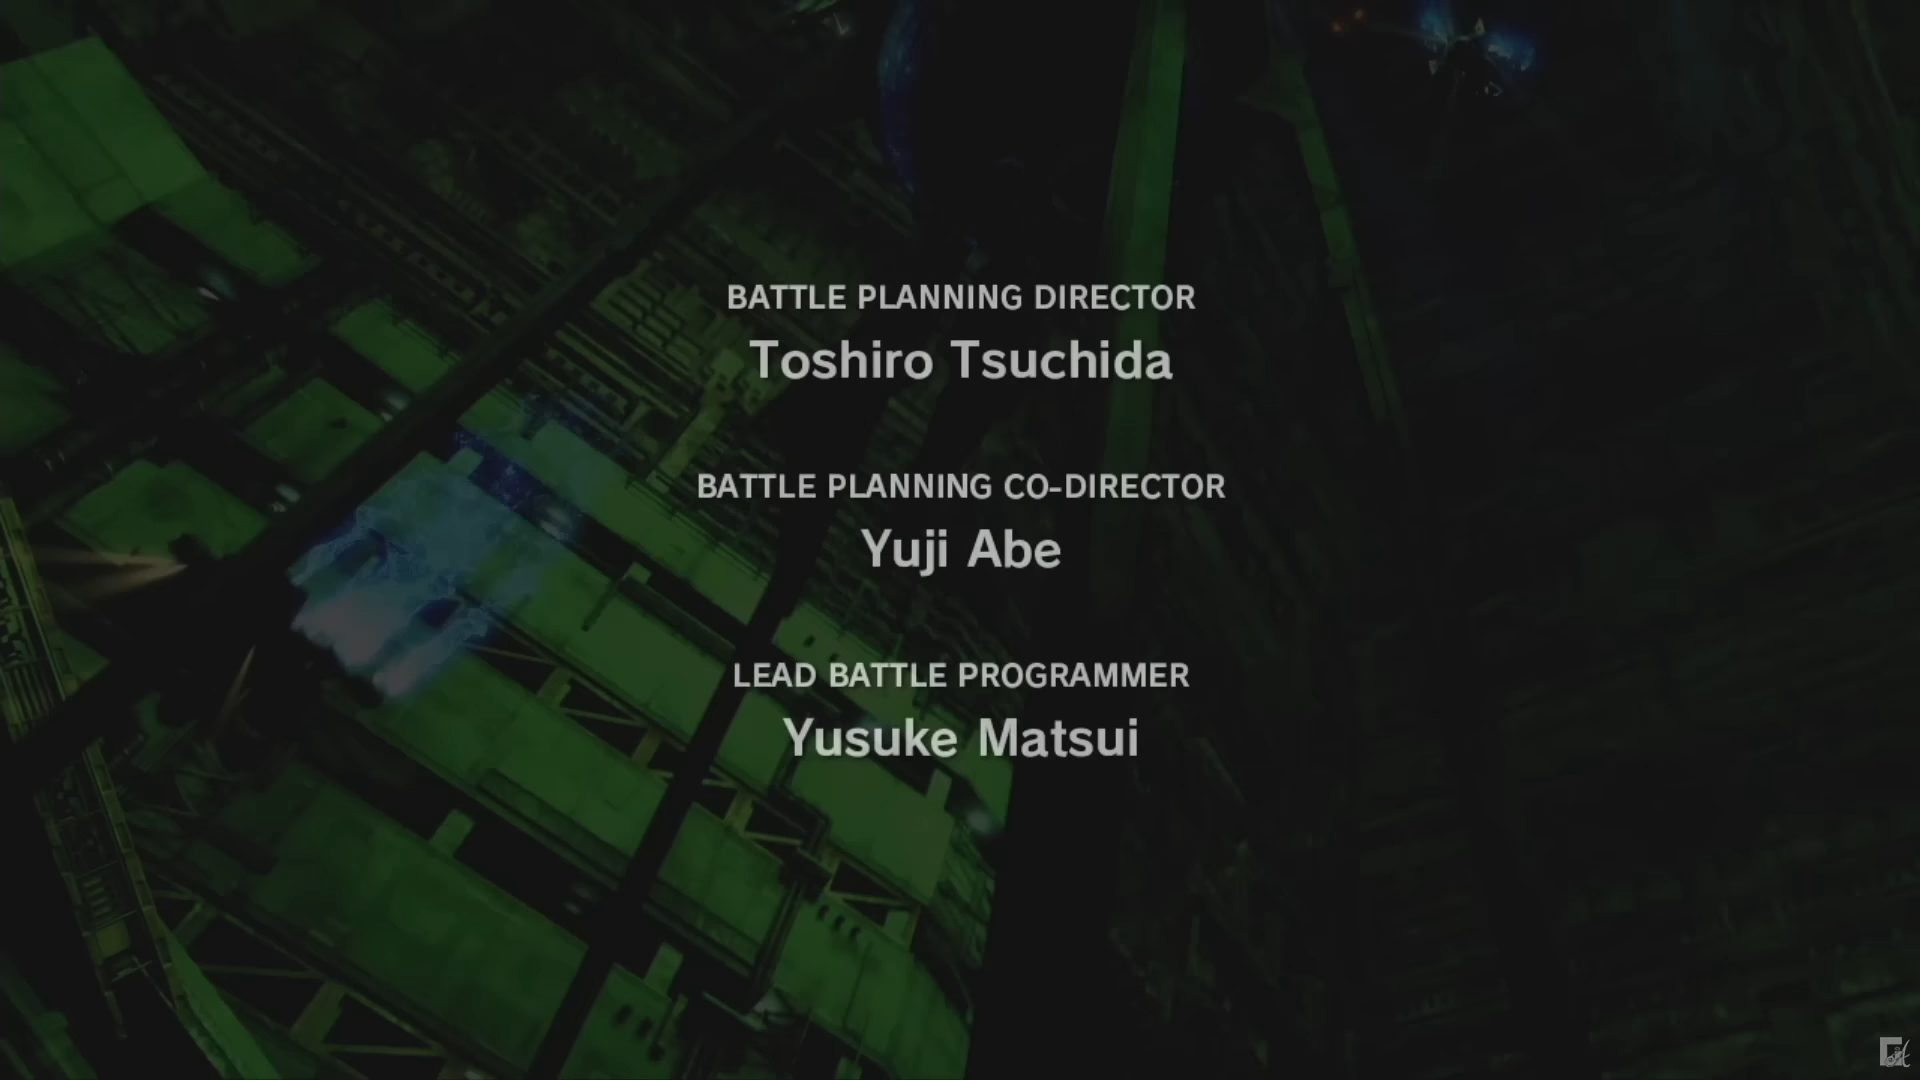 BATTLE PLANNING DIRECTOR
Toshiro Tsuchida
BATTLE PLANNING CO-DIRECTOR
Yuji Abe
LEAD BATTLE PROGRAMMER
Yusuke Matsui